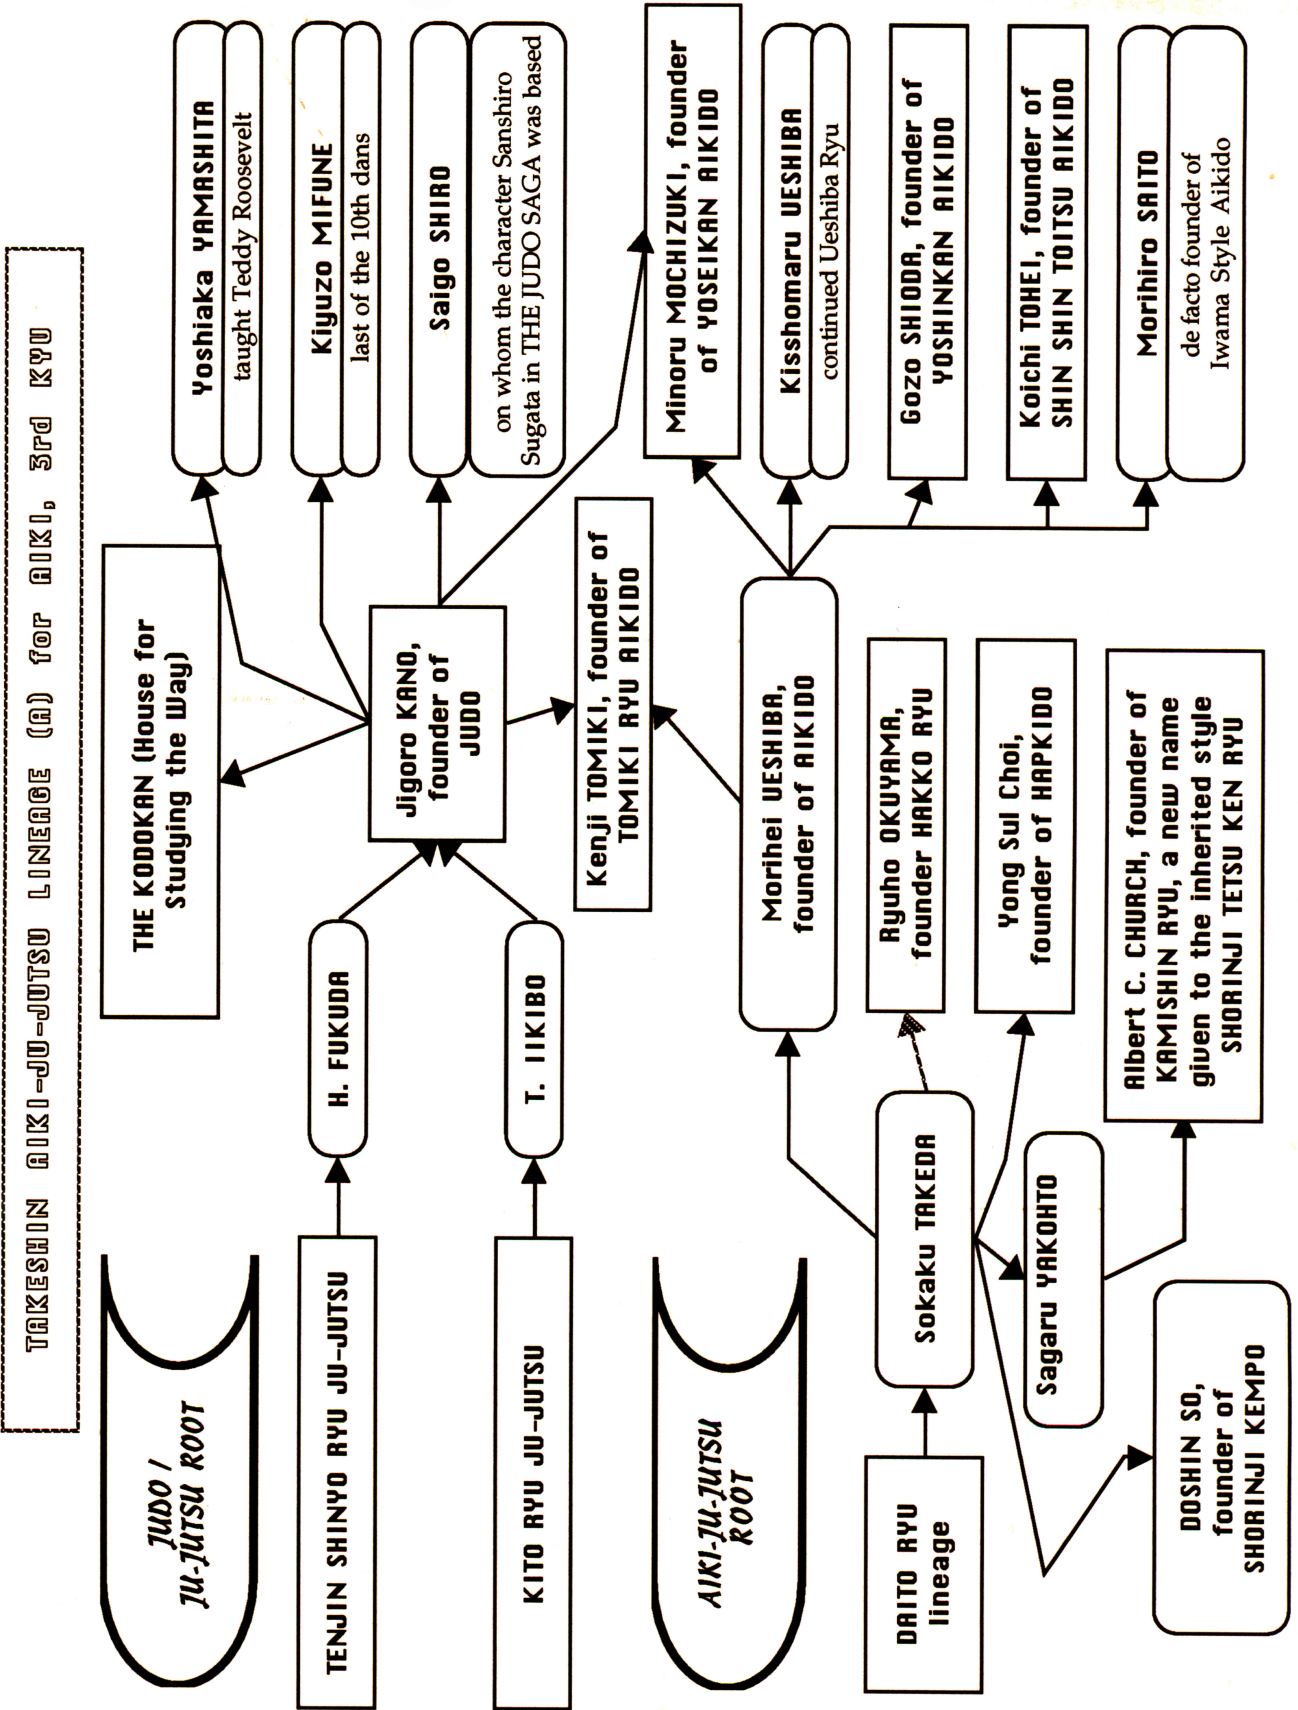 TAKESHIN AIKI-JU-JUTSU LINEAGE (A) for AIKI, 3rd KYU
JUDO /
JU-JUTSU ROOT
THE KODOKAN (House for
Studying the Way)
Yoshiaka YAMASHITA
taught Teddy Roosevelt
TENJIN SHINYO RYU JU-JUTSU
H. FUKUDA
Kiyuzo MIFUNE
last of the 10th dans
Jigoro KANO,
founder of
JUDO
Saigo SHIRO
on whom the character Sanshiro
Sugata in THE JUDO SAGA was based
KITO RYU JU-JUTSU
T. IIKIBO
Kenji TOMIKI, founder of
TOMIKI RYU AIKIDO
Minoru MOCHIZUKI, founder
of YOSEIKAN AIKIDO
AIKI-JU-JUTSU
ROOT
Morihei UESHIBA,
founder of AIKIDO
Kisshomaru UESHIBA
continued Ueshiba Ryu
DAITO RYU
lineage
Sokaku TAKEDA
Ryuho OKUYAMA,
founder HAKKO RYU
Gozo SHIODA, founder of
YOSHINKAN AIKIDO
Sagaru YAKOHTO
Yong Sul Choi,
founder of HAPKIDO
Koichi TOHEI, founder of
SHIN SHIN TOITSU AIKIDO
DOSHIN SO,
founder of
SHORINJI KEMPO
Albert C. CHURCH, founder of
KAMISHIN RYU, a new name
given to the inherited style
SHORINJI TETSU KEN RYU
Morihiro SAITO
de facto founder of
Iwama Style Aikido